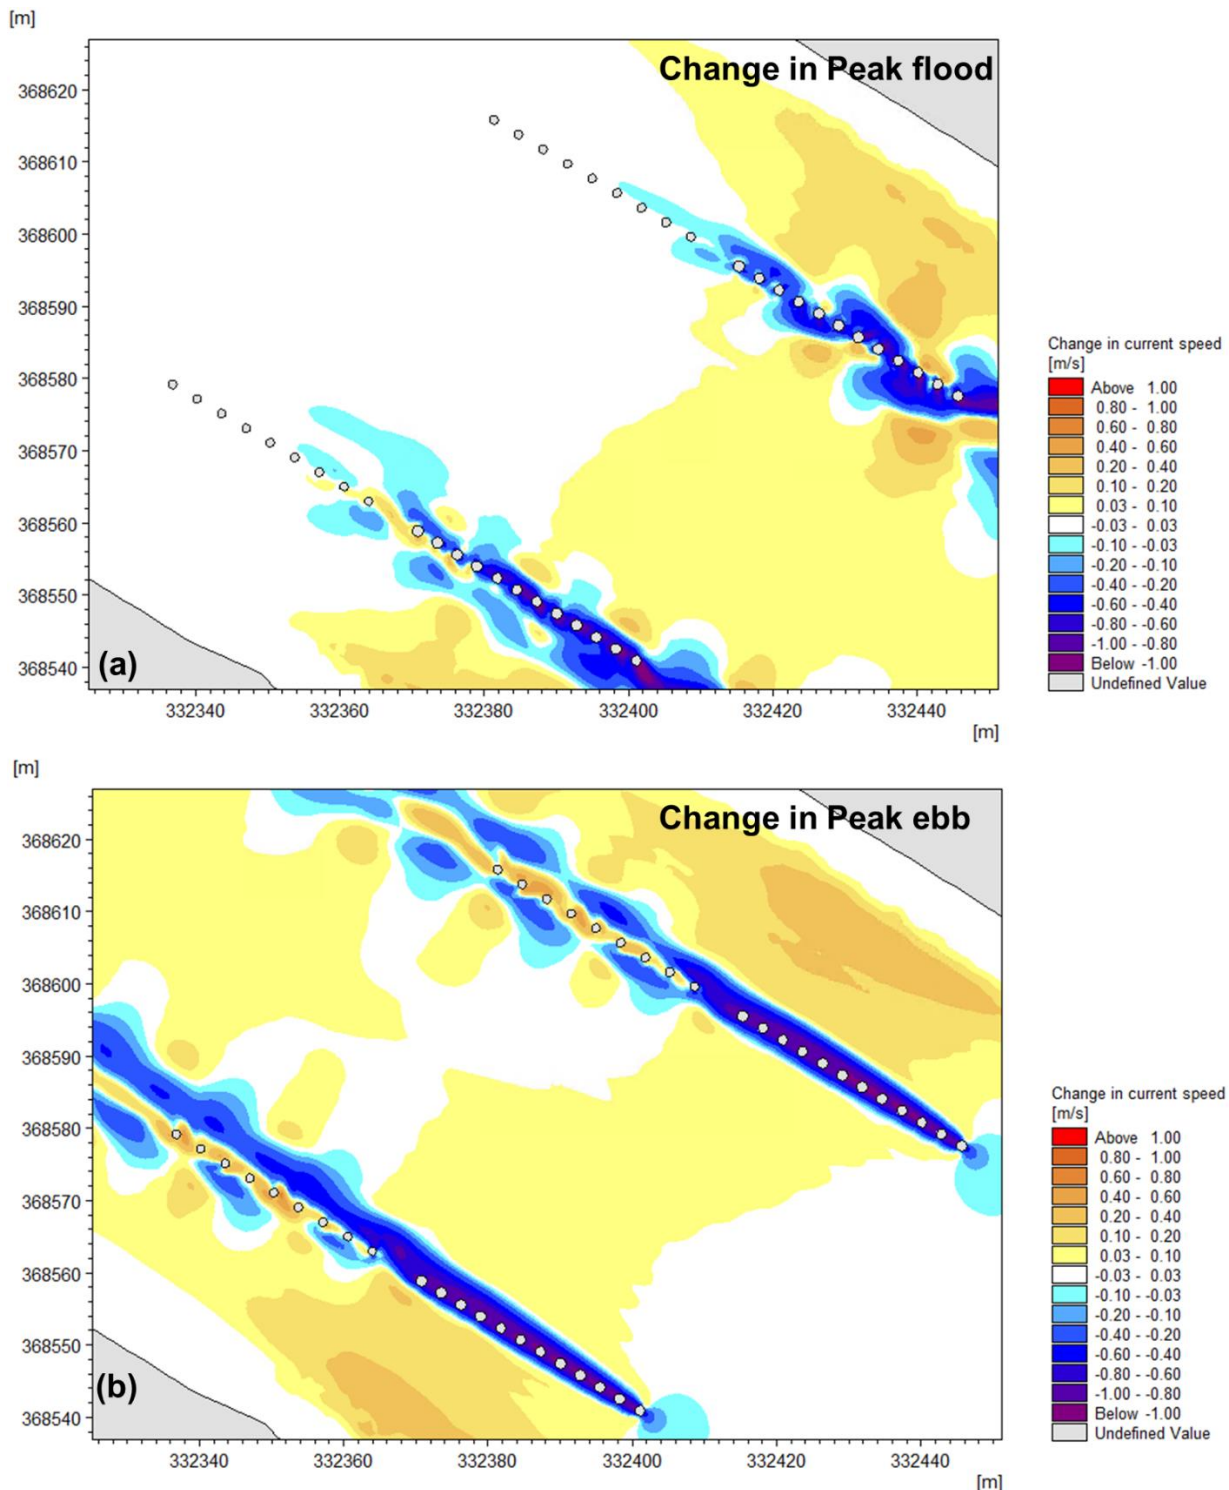 [m]
Change in Peak flood
368620
368610
368600
368590
368580
368570
368560
368550
368540
(a)
332340 332360 332380 332400 332420 332440
[m]
Change in current speed
[m/s]
Above 1.00
0.80 - 1.00
0.60 - 0.80
0.40 - 0.60
0.20 - 0.40
0.10 - 0.20
0.03 - 0.10
-0.03 - 0.03
-0.10 - -0.03
-0.20 - -0.10
-0.40 - -0.20
-0.60 - -0.40
-0.80 - -0.60
-1.00 - -0.80
Below -1.00
Undefined Value
[m]
Change in Peak ebb
368620
368610
368600
368590
368580
368570
368560
368550
368540
(b)
332340 332360 332380 332400 332420 332440
[m]
Change in current speed
[m/s]
Above 1.00
0.80 - 1.00
0.60 - 0.80
0.40 - 0.60
0.20 - 0.40
0.10 - 0.20
0.03 - 0.10
-0.03 - 0.03
-0.10 - -0.03
-0.20 - -0.10
-0.40 - -0.20
-0.60 - -0.40
-0.80 - -0.60
-1.00 - -0.80
Below -1.00
Undefined Value